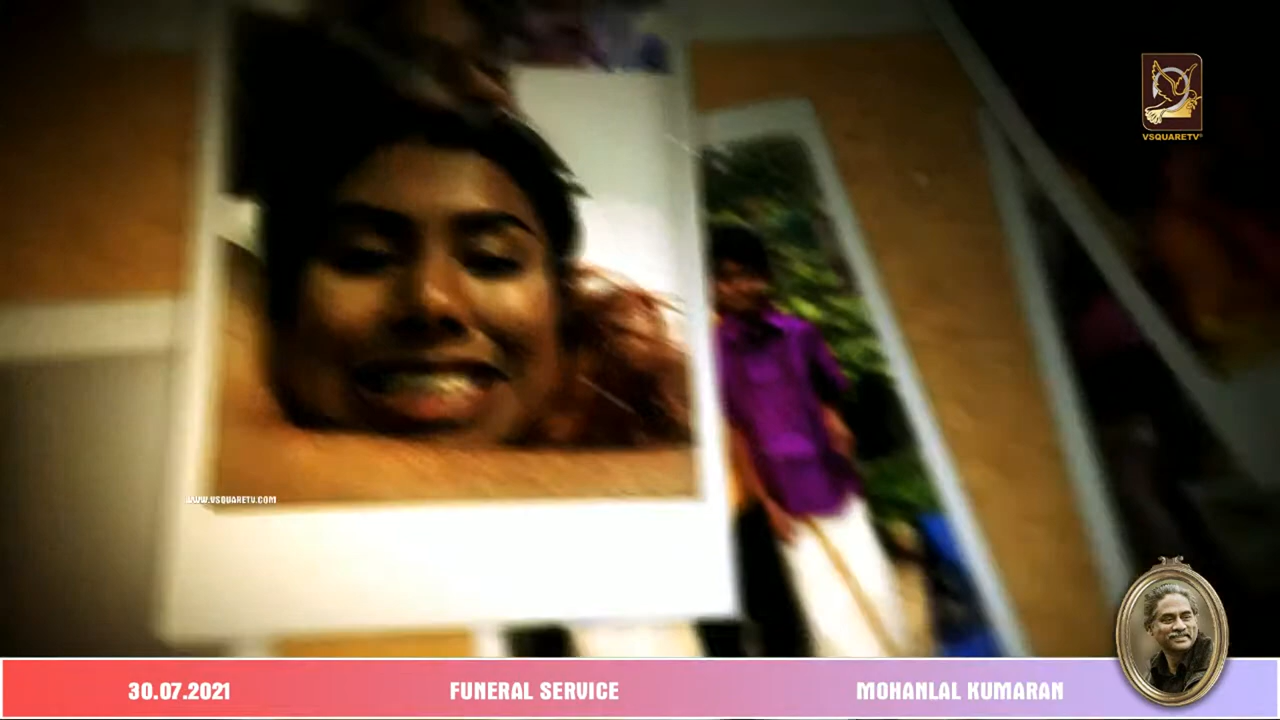 VSQUARETV
WWW.VSQUARETV.COM
30.07.2021 FUNERAL SERVICE MOHANLAL KUMARAN